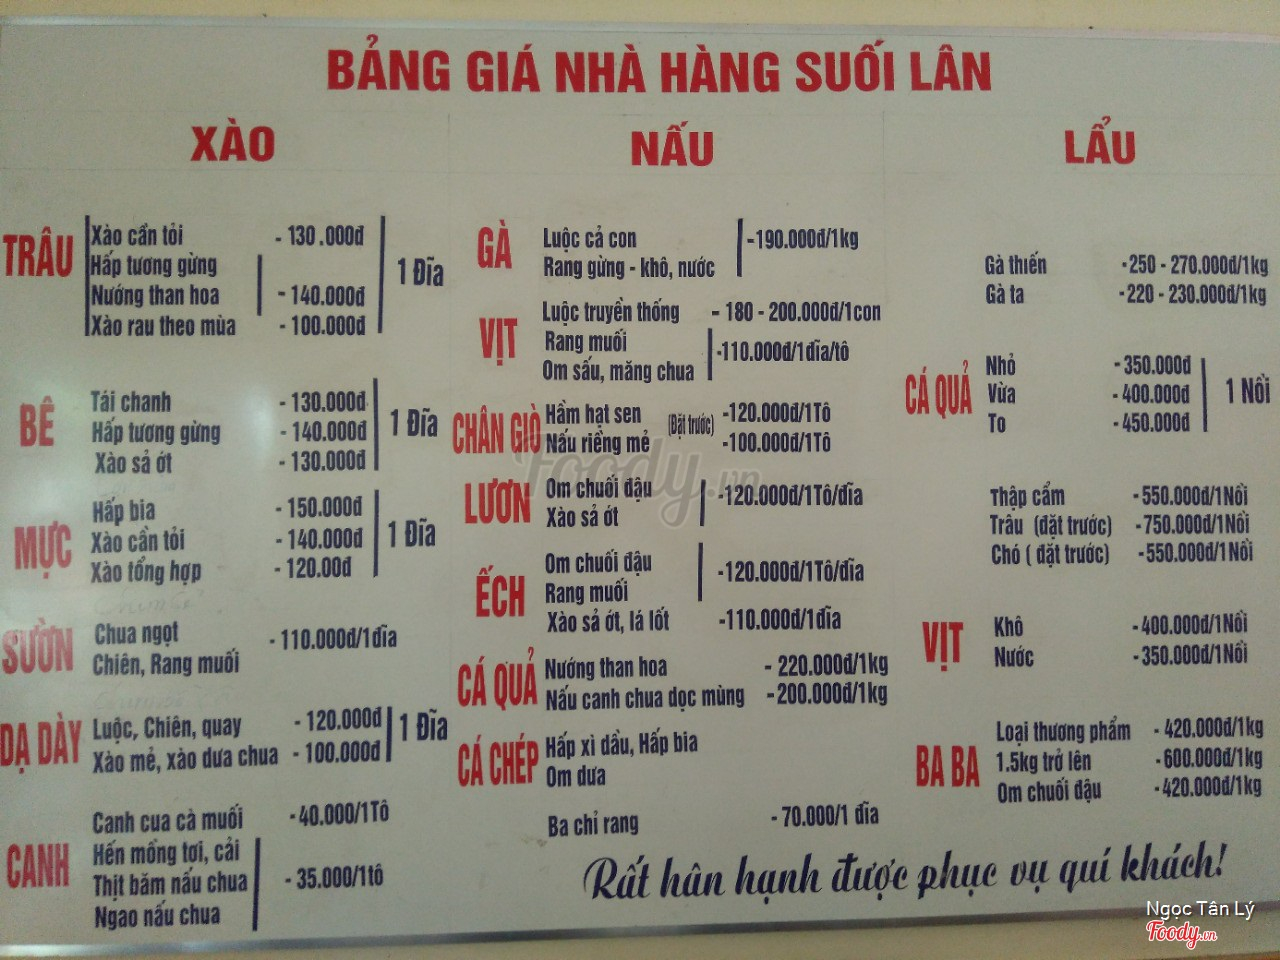 BẢNG GIÁ NHÀ HÀNG SUỐI LÂN
XÀO
TRÂU
Xào cần tỏi - 130.000đ
Hấp tương gừng
Nướng than hoa - 140.000đ
Xào rau theo mùa - 100.000đ
1 Đĩa
BÊ
Tái chanh - 130.000đ
Hấp tương gừng - 140.000đ
Xào sả ớt - 130.000đ
1 Đĩa
MỰC
Hấp bia - 150.000đ
Xào cần tỏi - 140.000đ
Xào tổng hợp - 120.00đ
1 Đĩa
SƯỜN
Chua ngọt - 110.000đ/1đĩa
Chiên, Rang muối
DẠ DÀY
Luộc, Chiên, quay - 120.000đ
Xào mẻ, xào dưa chua - 100.000đ
1 Đĩa
CANH
Canh cua cà muối - 40.000/1Tô
Hến mồng tơi, cải
Thịt băm nấu chua - 35.000/1tô
Ngao nấu chua
NẤU
GÀ
Luộc cả con - 190.000đ/1kg
Rang gừng - khô, nước
VỊT
Luộc truyền thống - 180 - 200.000đ/1con
Rang muối - 110.000đ/1đĩa/tô
Om sấu, măng chua
CHÂN GIÒ
Hầm hạt sen (Đặt trước) - 120.000đ/1Tô
Nấu riềng mẻ - 100.000đ/1Tô
LƯƠN
Om chuối đậu - 120.000đ/1Tô/đĩa
Xào sả ớt
ẾCH
Om chuối đậu - 120.000đ/1Tô/đĩa
Rang muối
Xào sả ớt, lá lốt - 110.000đ/1đĩa
CÁ QUẢ
Nướng than hoa - 220.000đ/1kg
Nấu canh chua dọc mùng - 200.000đ/1kg
CÁ CHÉP
Hấp xì dầu, Hấp bia
Om dưa
Ba chỉ rang - 70.000/1 đĩa
LẨU
Gà thiến - 250 - 270.000đ/1kg
Gà ta - 220 - 230.000đ/1kg
CÁ QUẢ
Nhỏ - 350.000đ
Vừa - 400.000đ
To - 450.000đ
1 Nồi
Thập cẩm - 550.000đ/1Nồi
Trâu (đặt trước) - 750.000đ/1Nồi
Chó ( đặt trước) - 550.000đ/1Nồi
VỊT
Khô - 400.000đ/1Nồi
Nước - 350.000đ/1Nồi
BA BA
Loại thương phẩm - 420.000đ/1kg
1.5kg trở lên - 600.000đ/1kg
Om chuối đậu - 420.000đ/1kg
Rất hân hạnh được phục vụ quí khách!
Foody.vn
Ngọc Tân Lý
Foody.vn